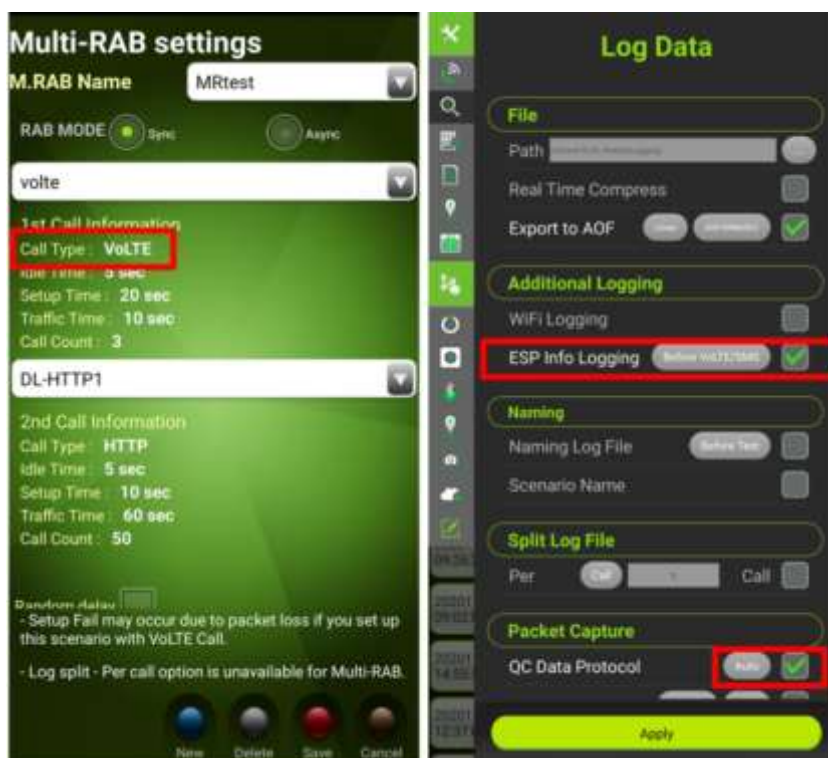 Multi-RAB settings
M.RAB Name MRtest
RAB MODE Sync Async
volte
1st Call Information
Call Type : VoLTE
Idle Time : 5 sec
Setup Time : 20 sec
Traffic Time : 10 sec
Call Count : 3
DL-HTTP1
2nd Call Information
Call Type : HTTP
Idle Time : 5 sec
Setup Time : 10 sec
Traffic Time : 60 sec
Call Count : 50
Random delay
- Setup Fail may occur due to packet loss if you set up
this scenario with VoLTE Call.
- Log split - Per call option is unavailable for Multi-RAB.
New Delete Save Cancel
Log Data
File
Path
Real Time Compress
Export to AOF
Additional Logging
WiFi Logging
ESP Info Logging Before VoLTE/SMS
Naming
Naming Log File Before Test
Scenario Name
Split Log File
Per Call Call
Packet Capture
QC Data Protocol Auto
Apply